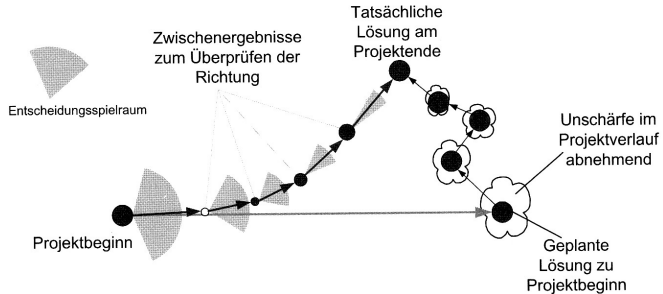 Tatsächliche
Lösung am
Projektende
Zwischenergebnisse
zum Überprüfen der
Richtung
Entscheidungsspielraum
Unschärfe im
Projektverlauf
abnehmend
Projektbeginn
Geplante
Lösung zu
Projektbeginn